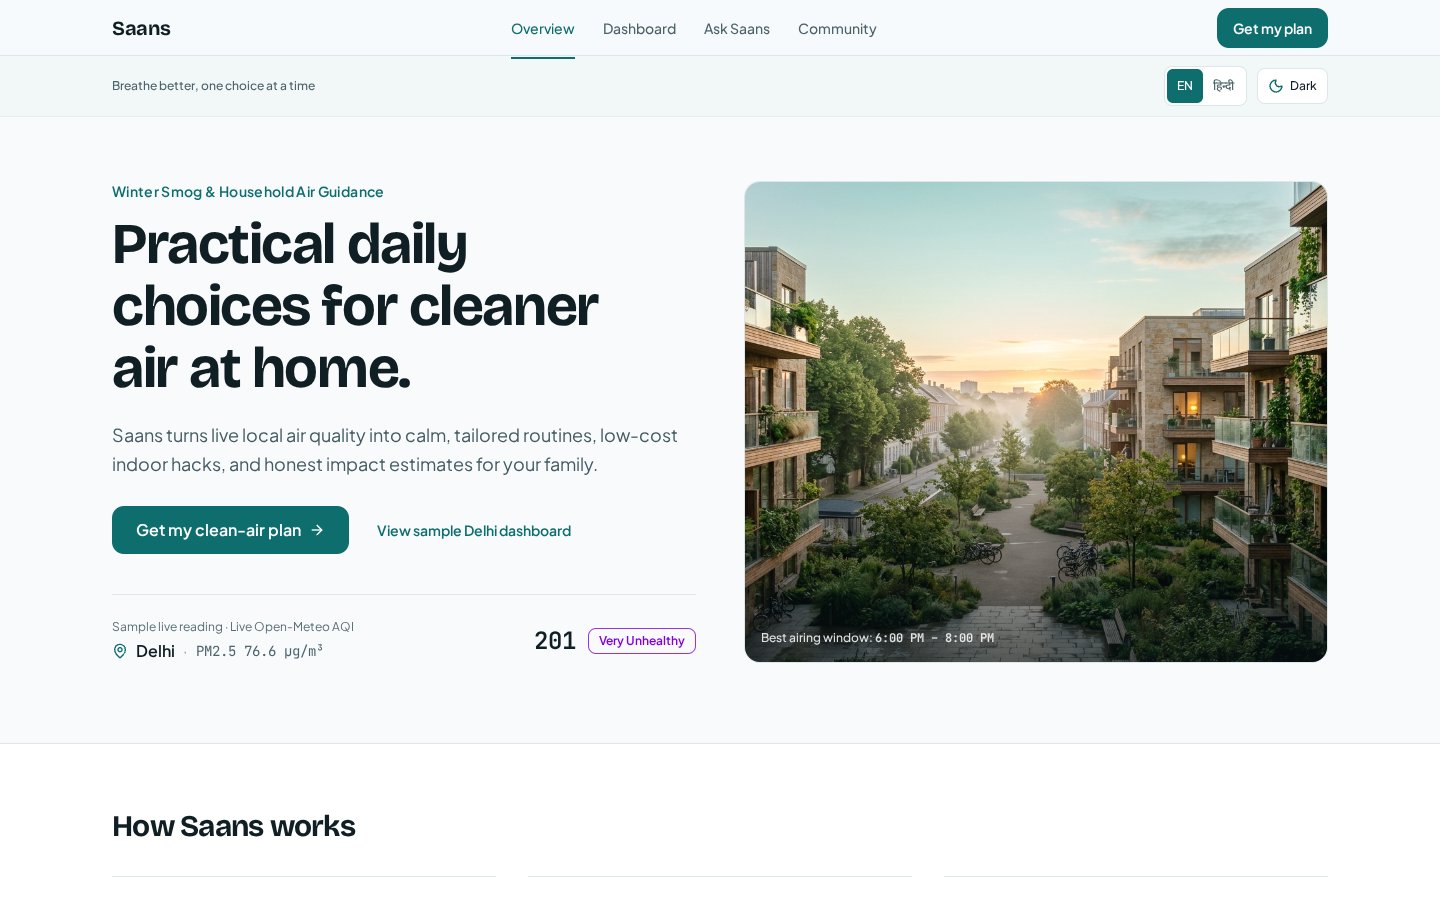 Saans
Overview
Dashboard
Ask Saans
Community
Get my plan
Breathe better, one choice at a time
EN
हिन्दी
Dark
Winter Smog & Household Air Guidance
Practical daily
choices for cleaner
air at home.
Saans turns live local air quality into calm, tailored routines, low-cost
indoor hacks, and honest impact estimates for your family.
Get my clean-air plan →
View sample Delhi dashboard
Sample live reading · Live Open-Meteo AQI
Delhi · PM2.5 76.6 µg/m³
201
Very Unhealthy
Best airing window: 6:00 PM – 8:00 PM
How Saans works